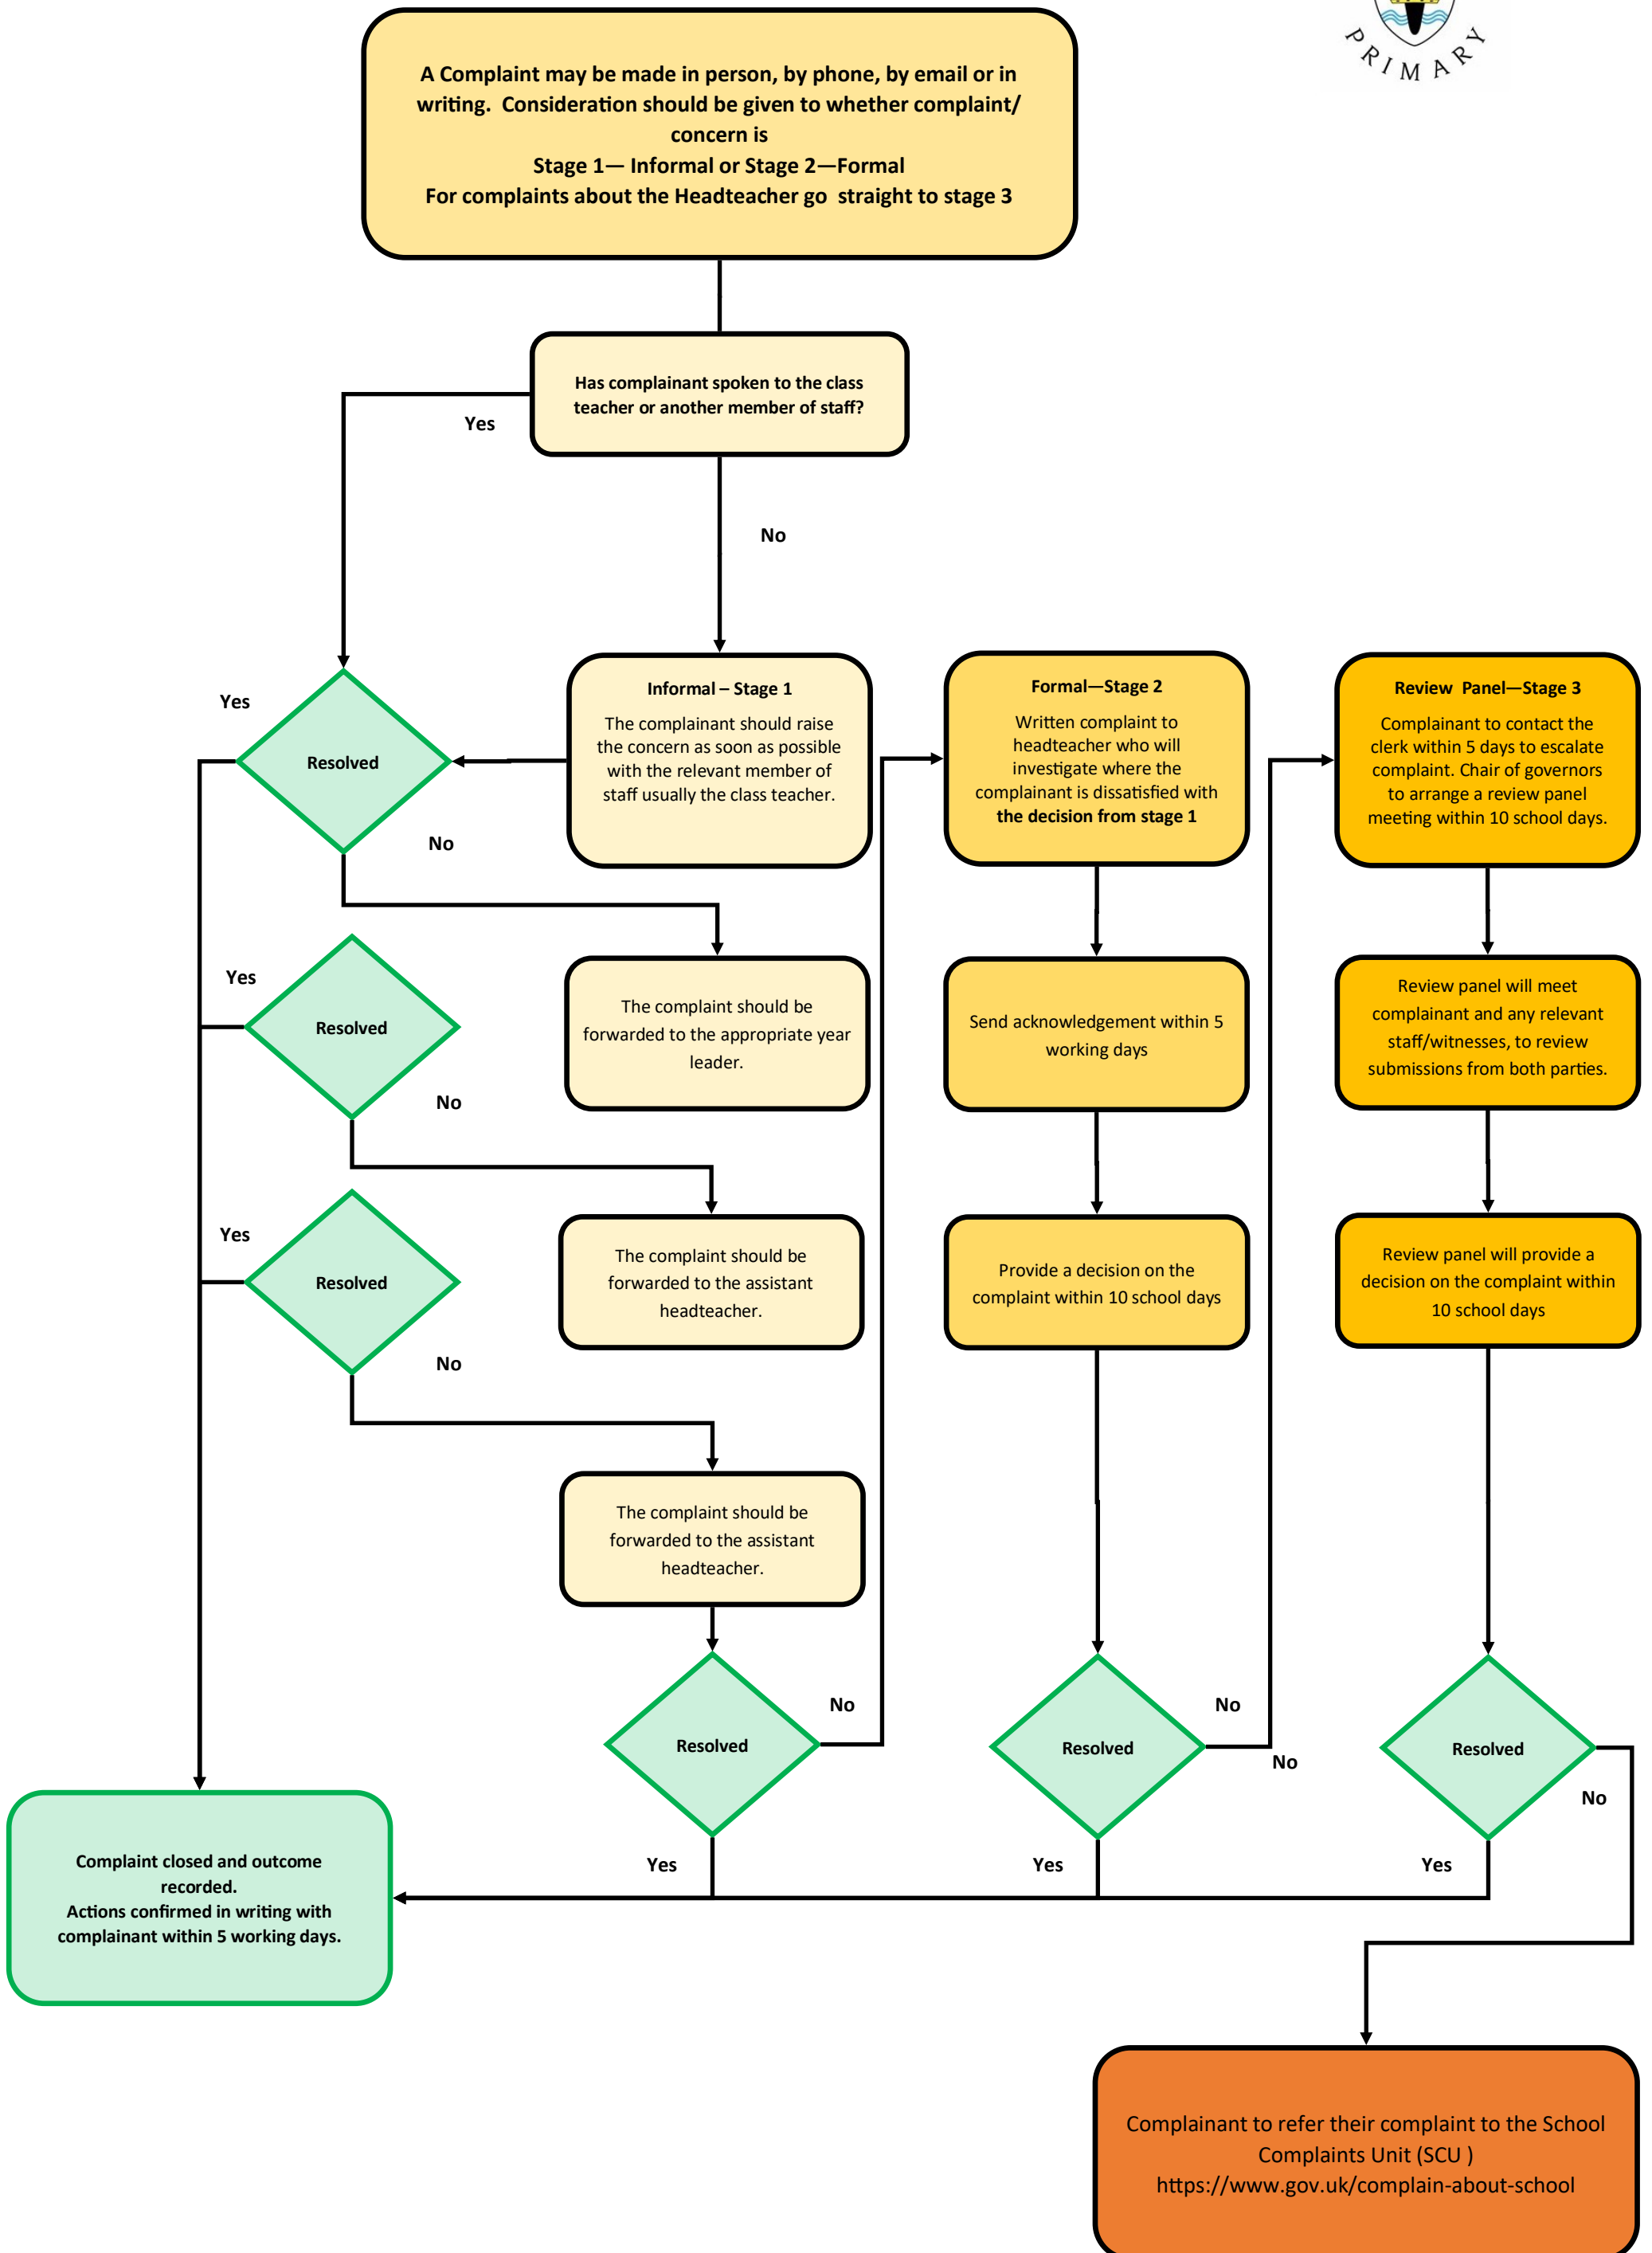 PRIMARY
A Complaint may be made in person, by phone, by email or in
writing. Consideration should be given to whether complaint/
concern is
Stage 1— Informal or Stage 2—Formal
For complaints about the Headteacher go straight to stage 3
Has complainant spoken to the class
teacher or another member of staff?
Yes
No
Yes
Resolved
No
Informal – Stage 1
The complainant should raise
the concern as soon as possible
with the relevant member of
staff usually the class teacher.
Formal—Stage 2
Written complaint to
headteacher who will
investigate where the
complainant is dissatisfied with
the decision from stage 1
Review Panel—Stage 3
Complainant to contact the
clerk within 5 days to escalate
complaint. Chair of governors
to arrange a review panel
meeting within 10 school days.
Yes
Resolved
No
The complaint should be
forwarded to the appropriate year
leader.
Send acknowledgement within 5
working days
Review panel will meet
complainant and any relevant
staff/witnesses, to review
submissions from both parties.
Yes
Resolved
No
The complaint should be
forwarded to the assistant
headteacher.
Provide a decision on the
complaint within 10 school days
Review panel will provide a
decision on the complaint within
10 school days
The complaint should be
forwarded to the assistant
headteacher.
Resolved
No
Yes
Resolved
No
No
Yes
Resolved
No
Yes
Complaint closed and outcome
recorded.
Actions confirmed in writing with
complainant within 5 working days.
Complainant to refer their complaint to the School
Complaints Unit (SCU )
https://www.gov.uk/complain-about-school